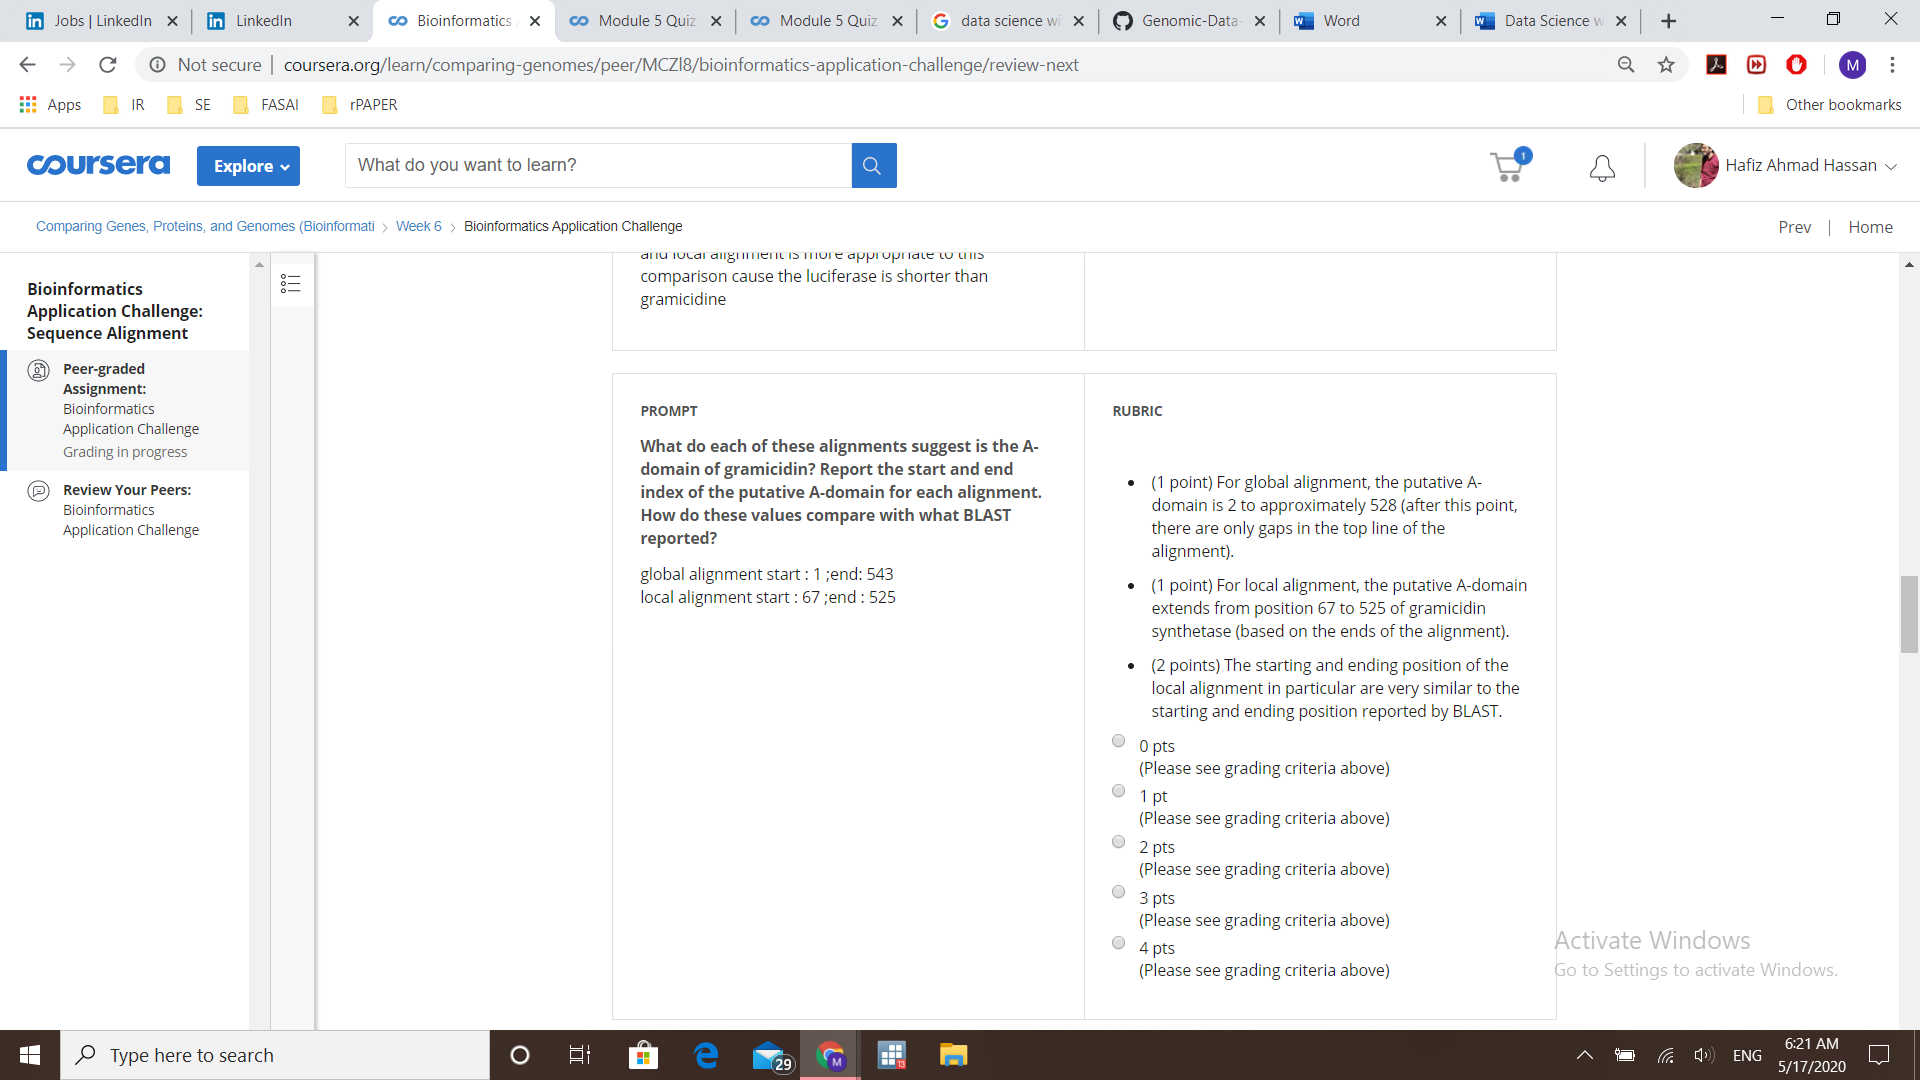 Jobs | LinkedIn
LinkedIn
Bioinformatics A
Module 5 Quiz
Module 5 Quiz
data science wi
Genomic-Data-
Word
Data Science w
Not secure | coursera.org/learn/comparing-genomes/peer/MCZl8/bioinformatics-application-challenge/review-next
M
Apps
IR
SE
FASAI
rPAPER
Other bookmarks
coursera
Explore
What do you want to learn?
1
Hafiz Ahmad Hassan
Comparing Genes, Proteins, and Genomes (Bioinformati > Week 6 > Bioinformatics Application Challenge
Prev | Home
Bioinformatics
Application Challenge:
Sequence Alignment
Peer-graded
Assignment:
Bioinformatics
Application Challenge
Grading in progress
Review Your Peers:
Bioinformatics
Application Challenge
and local alignment is more appropriate to this
comparison cause the luciferase is shorter than
gramicidine
PROMPT
What do each of these alignments suggest is the A-
domain of gramicidin? Report the start and end
index of the putative A-domain for each alignment.
How do these values compare with what BLAST
reported?
global alignment start : 1 ;end: 543
local alignment start : 67 ;end : 525
RUBRIC
• (1 point) For global alignment, the putative A-
domain is 2 to approximately 528 (after this point,
there are only gaps in the top line of the
alignment).
• (1 point) For local alignment, the putative A-domain
extends from position 67 to 525 of gramicidin
synthetase (based on the ends of the alignment).
• (2 points) The starting and ending position of the
local alignment in particular are very similar to the
starting and ending position reported by BLAST.
0 pts
(Please see grading criteria above)
1 pt
(Please see grading criteria above)
2 pts
(Please see grading criteria above)
3 pts
(Please see grading criteria above)
4 pts
(Please see grading criteria above)
Activate Windows
Go to Settings to activate Windows.
Type here to search
29
M
13
ENG
6:21 AM
5/17/2020